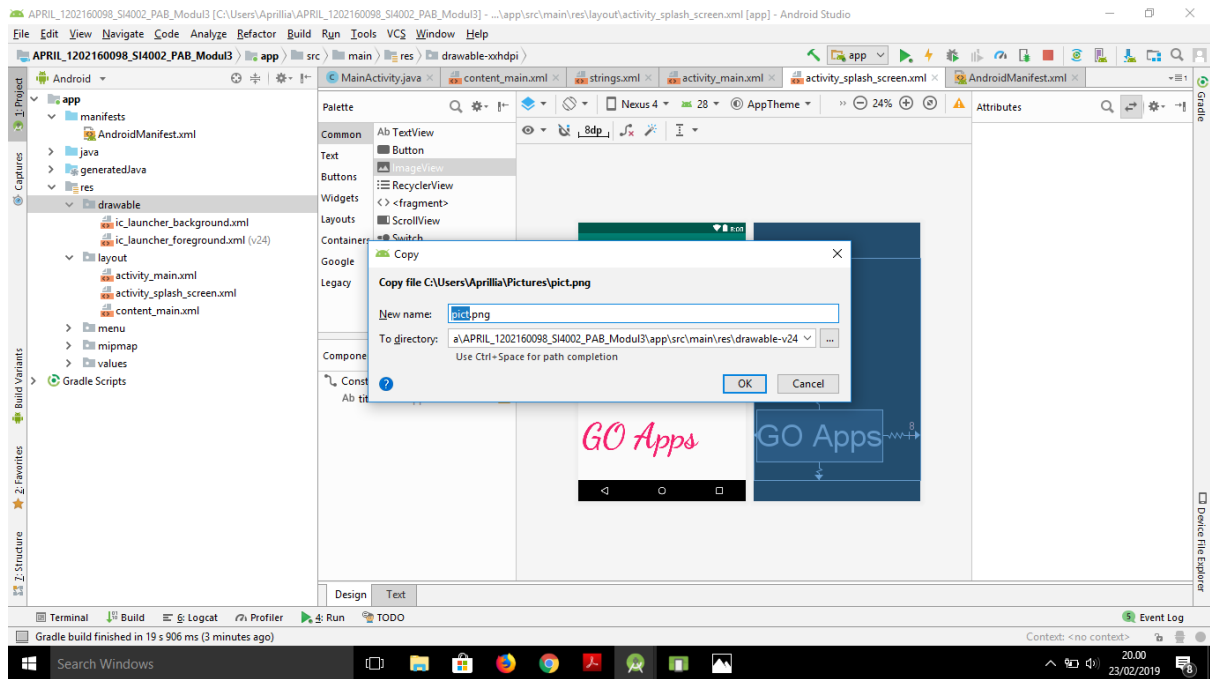 APRIL_1202160098_SI4002_PAB_Modul3 [C:\Users\Aprillia\APRIL_1202160098_SI4002_PAB_Modul3] - ...\app\src\main\res\layout\activity_splash_screen.xml [app] - Android Studio
File Edit View Navigate Code Analyze Refactor Build Run Tools VCS Window Help
APRIL_1202160098_SI4002_PAB_Modul3 app src main res drawable-xxhdpi app
Android MainActivity.java content_main.xml strings.xml activity_main.xml activity_splash_screen.xml AndroidManifest.xml
1: Project
Captures
Build Variants
2: Favorites
Z: Structure
app
manifests
AndroidManifest.xml
java
generatedJava
res
drawable
ic_launcher_background.xml
ic_launcher_foreground.xml (v24)
layout
activity_main.xml
activity_splash_screen.xml
content_main.xml
menu
mipmap
values
Gradle Scripts
Palette
Common
Text
Buttons
Widgets
Layouts
Containers
Google
Legacy
Ab TextView
Button
ImageView
RecyclerView
<> <fragment>
ScrollView
Switch
Compone
Const
Ab tit
Nexus 4 28 AppTheme » 24%
8dp
Attributes
8:00
Copy
Copy file C:\Users\Aprillia\Pictures\pict.png
New name: pict.png
To directory: a\APRIL_1202160098_SI4002_PAB_Modul3\app\src\main\res\drawable-v24 ...
Use Ctrl+Space for path completion
? OK Cancel
GO Apps
GO Apps
8
Gradle
Device File Explorer
Design Text
Terminal Build 6: Logcat Profiler 4: Run TODO 5 Event Log
Gradle build finished in 19 s 906 ms (3 minutes ago) Context: <no context>
Search Windows
20.00
23/02/2019
8